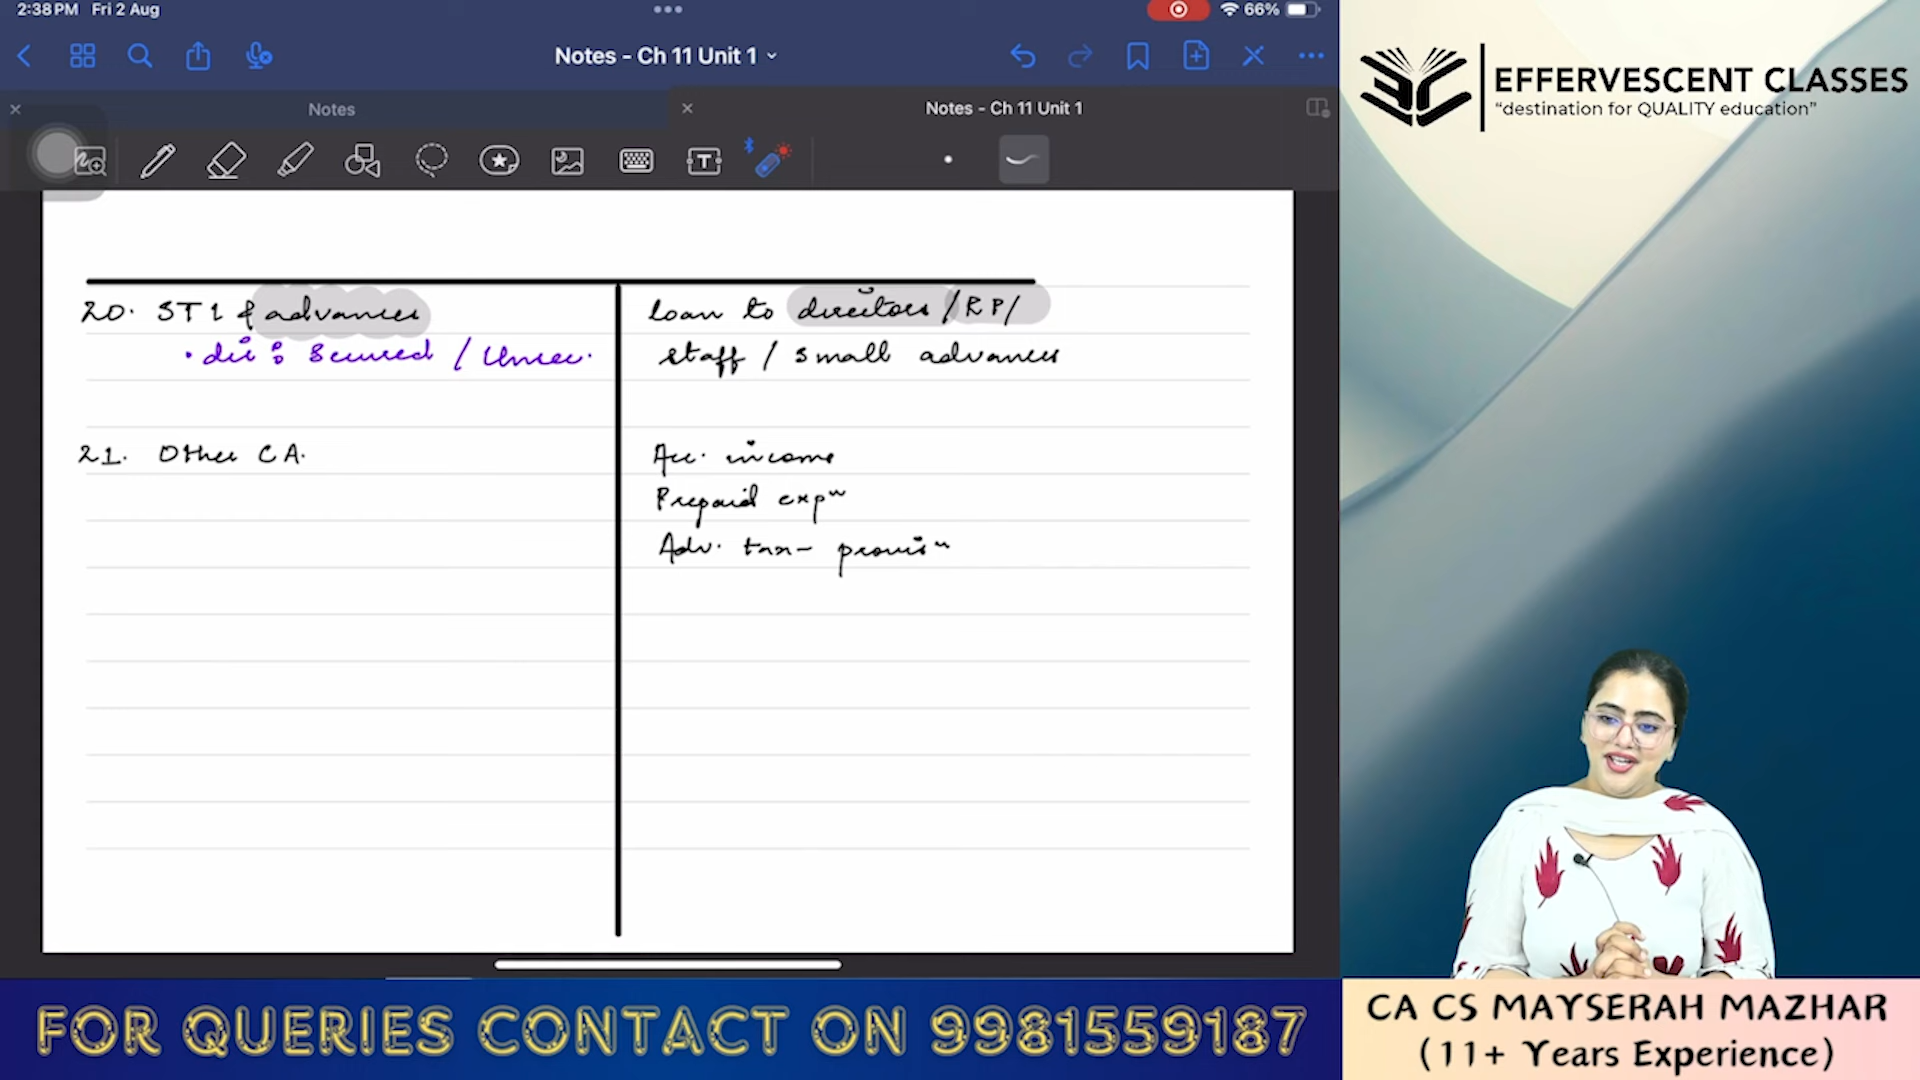 2:38 PM Fri 2 Aug
66%
Notes - Ch 11 Unit 1
Notes
Notes - Ch 11 Unit 1
20. STL & advances
• dis: Secured / Unsec.
loan to directors / RP /
staff / small advances
21. Other CA.
Acc. income
Prepaid expn
Adv. tax - provisn
EFFERVESCENT CLASSES
"destination for QUALITY education"
FOR QUERIES CONTACT ON 9981559187
CA CS MAYSERAH MAZHAR
(11+ Years Experience)